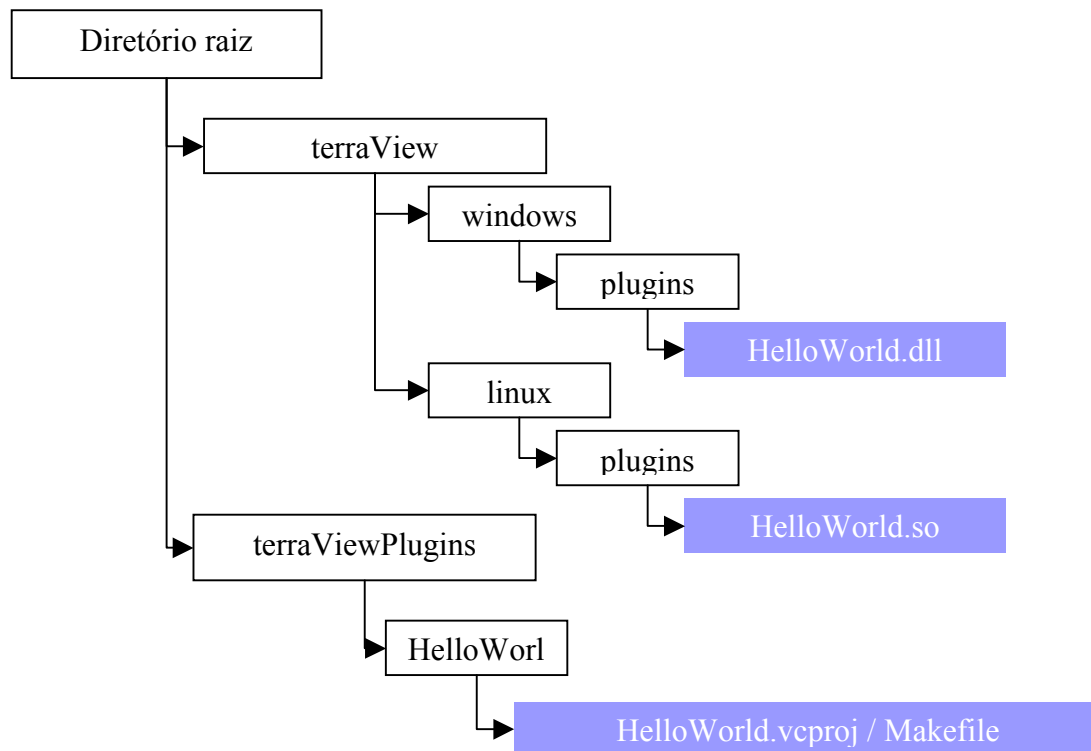 Diretório raiz
terraView
windows
plugins
HelloWorld.dll
linux
plugins
HelloWorld.so
terraViewPlugins
HelloWorl
HelloWorld.vcproj / Makefile